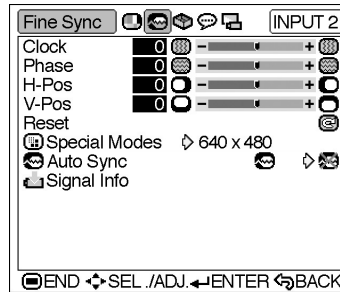 Fine Sync INPUT 2
Clock 0 - +
Phase 0 - +
H-Pos 0 - +
V-Pos 0 - +
Reset
Special Modes 640 x 480
Auto Sync
Signal Info
END SEL./ADJ. ENTER BACK